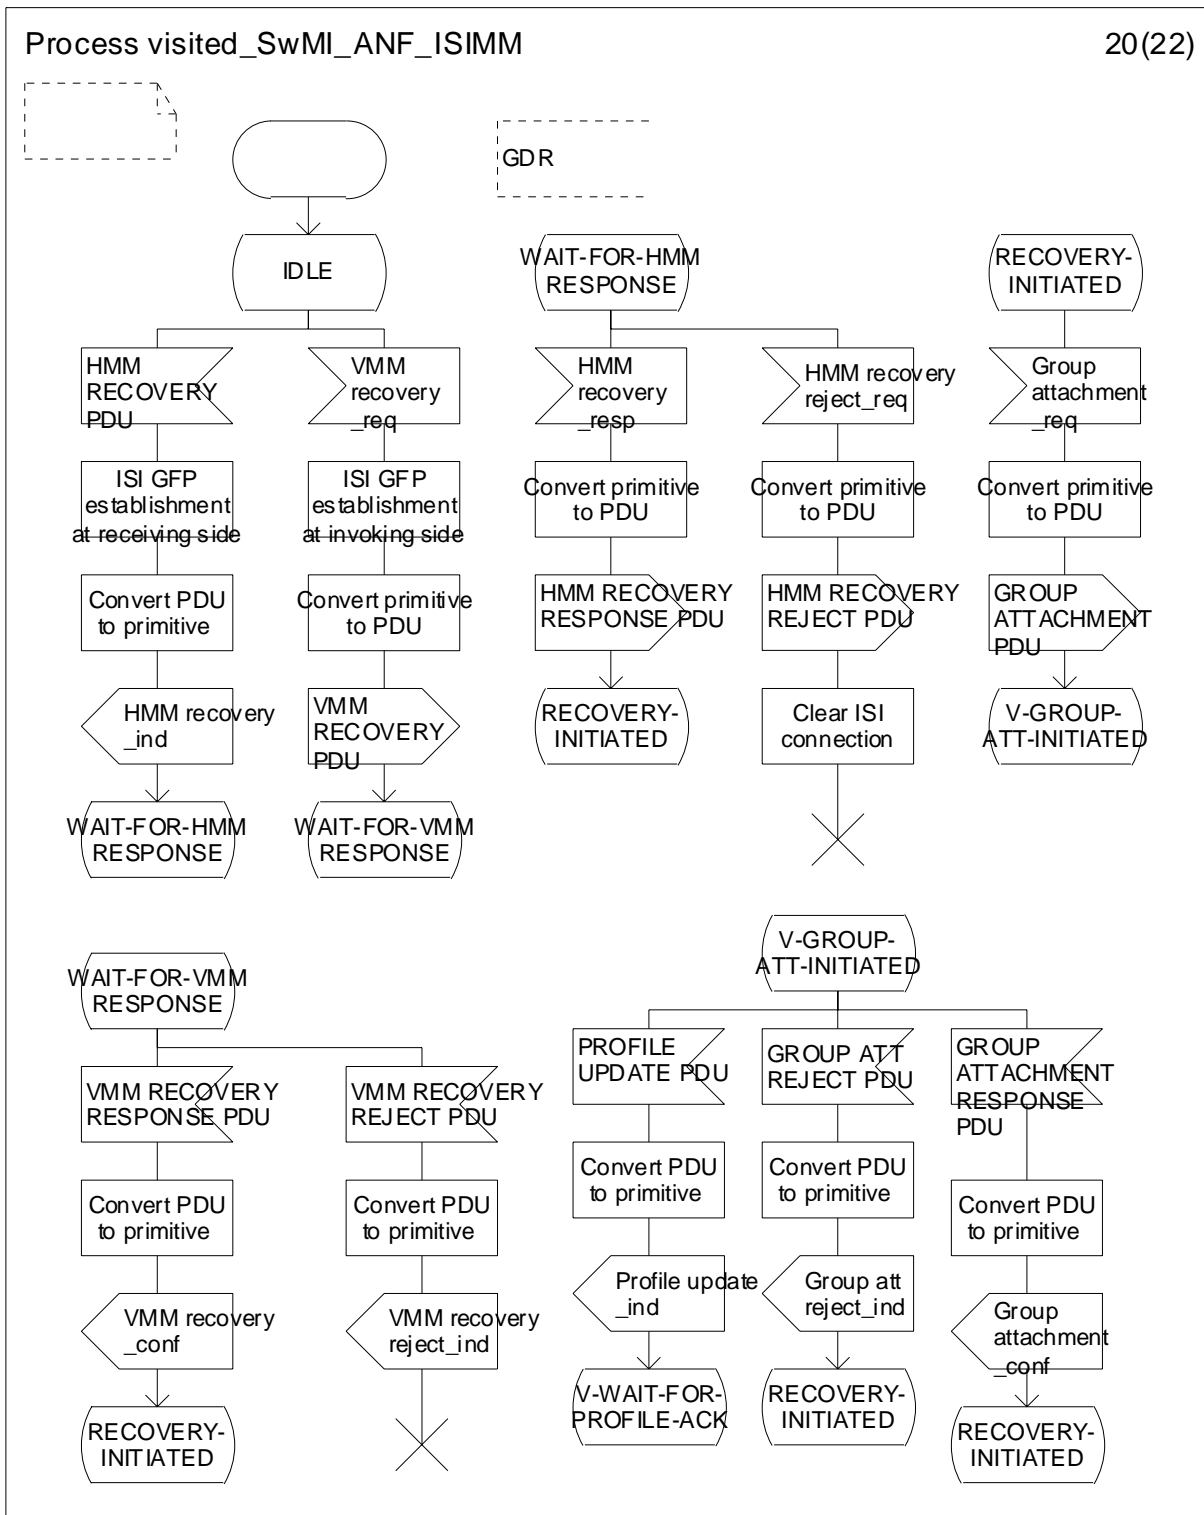 Process visited_SwMI_ANF_ISIMM
20(22)
GDR
IDLE
WAIT-FOR-HMM
RESPONSE
RECOVERY-
INITIATED
HMM
RECOVERY
PDU
VMM
recovery
_req
HMM
recovery
_resp
HMM recovery
reject_req
Group
attachment
_req
ISI GFP
establishment
at receiving side
ISI GFP
establishment
at invoking side
Convert primitive
to PDU
Convert primitive
to PDU
Convert primitive
to PDU
Convert PDU
to primitive
Convert primitive
to PDU
HMM RECOVERY
RESPONSE PDU
HMM RECOVERY
REJECT PDU
GROUP
ATTACHMENT
PDU
HMM recovery
_ind
VMM
RECOVERY
PDU
RECOVERY-
INITIATED
Clear ISI
connection
V-GROUP-
ATT-INITIATED
WAIT-FOR-HMM
RESPONSE
WAIT-FOR-VMM
RESPONSE
WAIT-FOR-VMM
RESPONSE
V-GROUP-
ATT-INITIATED
VMM RECOVERY
RESPONSE PDU
VMM RECOVERY
REJECT PDU
PROFILE
UPDATE PDU
GROUP ATT
REJECT PDU
GROUP
ATTACHMENT
RESPONSE
PDU
Convert PDU
to primitive
Convert PDU
to primitive
Convert PDU
to primitive
Convert PDU
to primitive
Convert PDU
to primitive
VMM recovery
_conf
VMM recovery
reject_ind
Profile update
_ind
Group att
reject_ind
Group
attachment
_conf
RECOVERY-
INITIATED
V-WAIT-FOR-
PROFILE-ACK
RECOVERY-
INITIATED
RECOVERY-
INITIATED